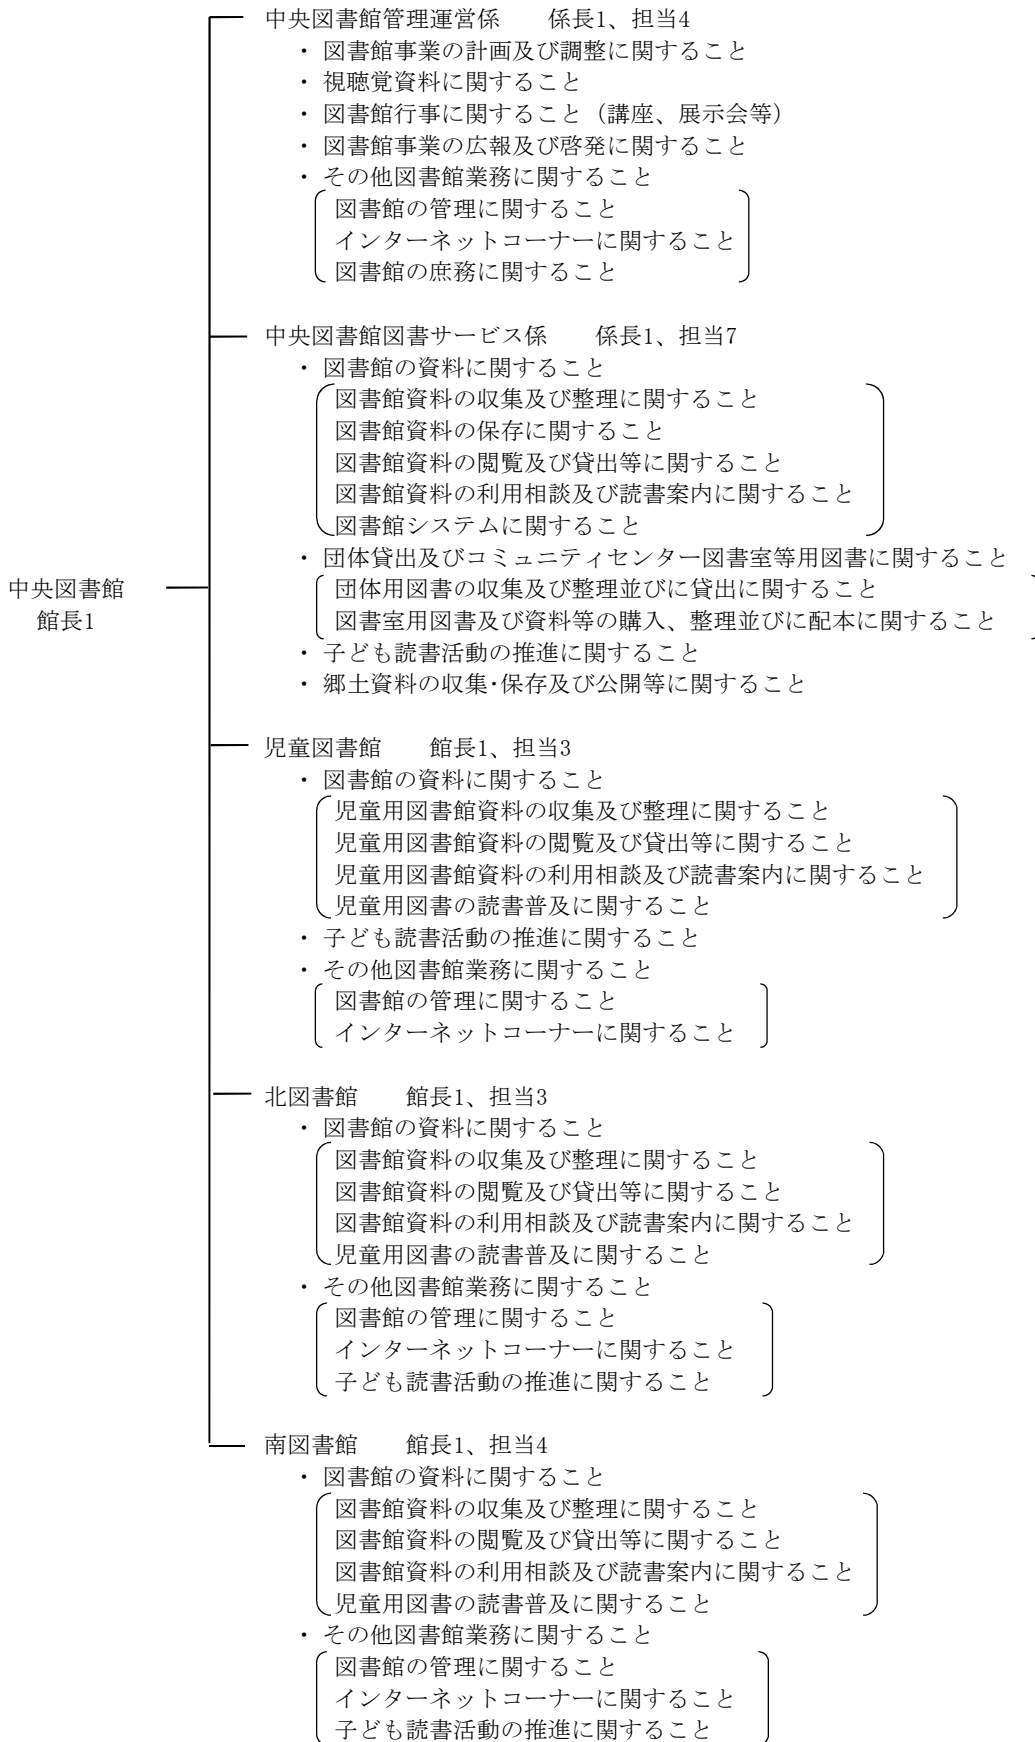 中央図書館管理運営係　　係長1、担当4
・ 図書館事業の計画及び調整に関すること
・ 視聴覚資料に関すること
・ 図書館行事に関すること（講座、展示会等）
・ 図書館事業の広報及び啓発に関すること
・ その他図書館業務に関すること
図書館の管理に関すること
インターネットコーナーに関すること
図書館の庶務に関すること
中央図書館図書サービス係　　係長1、担当7
・ 図書館の資料に関すること
図書館資料の収集及び整理に関すること
図書館資料の保存に関すること
図書館資料の閲覧及び貸出等に関すること
図書館資料の利用相談及び読書案内に関すること
図書館システムに関すること
・ 団体貸出及びコミュニティセンター図書室等用図書に関すること
中央図書館
館長1
団体用図書の収集及び整理並びに貸出に関すること
図書室用図書及び資料等の購入、整理並びに配本に関すること
・ 子ども読書活動の推進に関すること
・ 郷土資料の収集･保存及び公開等に関すること
児童図書館　　館長1、担当3
・ 図書館の資料に関すること
児童用図書館資料の収集及び整理に関すること
児童用図書館資料の閲覧及び貸出等に関すること
児童用図書館資料の利用相談及び読書案内に関すること
児童用図書の読書普及に関すること
・ 子ども読書活動の推進に関すること
・ その他図書館業務に関すること
図書館の管理に関すること
インターネットコーナーに関すること
北図書館　　館長1、担当3
・ 図書館の資料に関すること
図書館資料の収集及び整理に関すること
図書館資料の閲覧及び貸出等に関すること
図書館資料の利用相談及び読書案内に関すること
児童用図書の読書普及に関すること
・ その他図書館業務に関すること
図書館の管理に関すること
インターネットコーナーに関すること
子ども読書活動の推進に関すること
南図書館　　館長1、担当4
・ 図書館の資料に関すること
図書館資料の収集及び整理に関すること
図書館資料の閲覧及び貸出等に関すること
図書館資料の利用相談及び読書案内に関すること
児童用図書の読書普及に関すること
・ その他図書館業務に関すること
図書館の管理に関すること
インターネットコーナーに関すること
子ども読書活動の推進に関すること